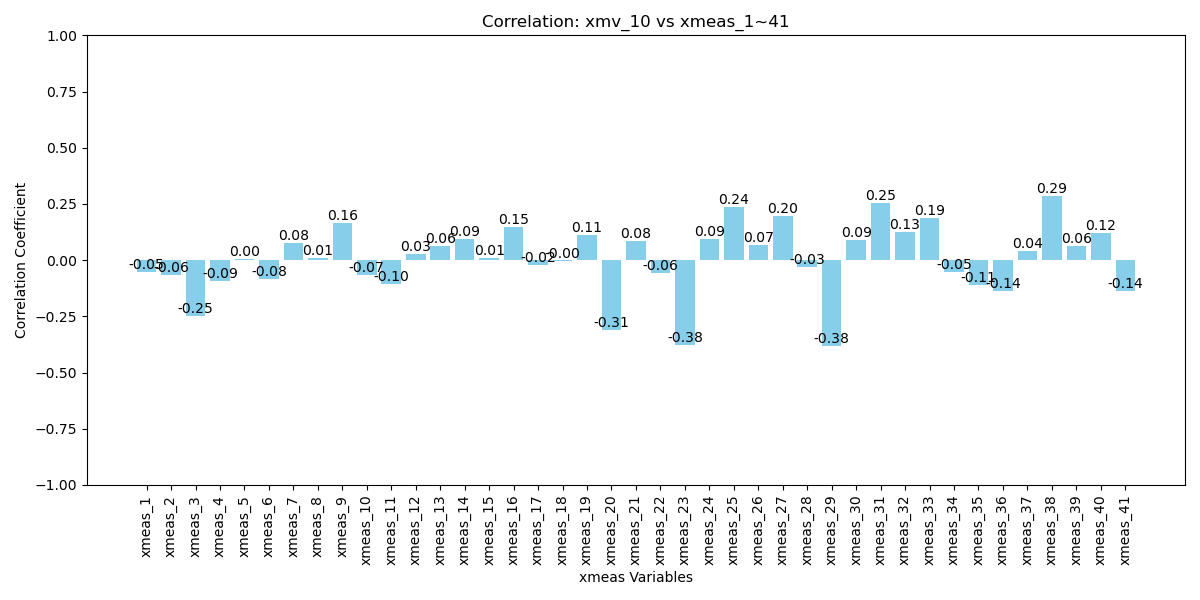 Correlation: xmv_10 vs xmeas_1~41
Correlation Coefficient
1.00
0.75
0.50
0.25
0.00
−0.25
−0.50
−0.75
−1.00
-0.05
-0.06
-0.25
-0.09
0.00
-0.08
0.08
0.01
0.16
-0.07
-0.10
0.03
0.06
0.09
0.01
0.15
-0.02
-0.00
0.11
-0.31
0.08
-0.06
-0.38
0.09
0.24
0.07
0.20
-0.03
-0.38
0.09
0.25
0.13
0.19
-0.05
-0.11
-0.14
0.04
0.29
0.06
0.12
-0.14
xmeas_1
xmeas_2
xmeas_3
xmeas_4
xmeas_5
xmeas_6
xmeas_7
xmeas_8
xmeas_9
xmeas_10
xmeas_11
xmeas_12
xmeas_13
xmeas_14
xmeas_15
xmeas_16
xmeas_17
xmeas_18
xmeas_19
xmeas_20
xmeas_21
xmeas_22
xmeas_23
xmeas_24
xmeas_25
xmeas_26
xmeas_27
xmeas_28
xmeas_29
xmeas_30
xmeas_31
xmeas_32
xmeas_33
xmeas_34
xmeas_35
xmeas_36
xmeas_37
xmeas_38
xmeas_39
xmeas_40
xmeas_41
xmeas Variables